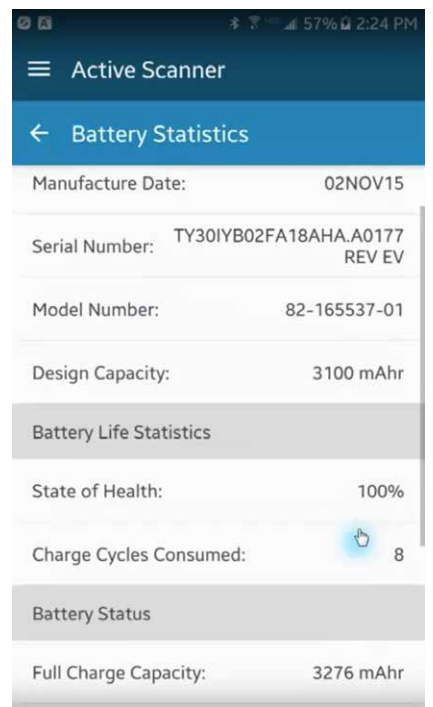 57% 2:24 PM
Active Scanner
Battery Statistics
Manufacture Date: 02NOV15
Serial Number: TY30IYB02FA18AHA.A0177
REV EV
Model Number: 82-165537-01
Design Capacity: 3100 mAhr
Battery Life Statistics
State of Health: 100%
Charge Cycles Consumed: 8
Battery Status
Full Charge Capacity: 3276 mAhr